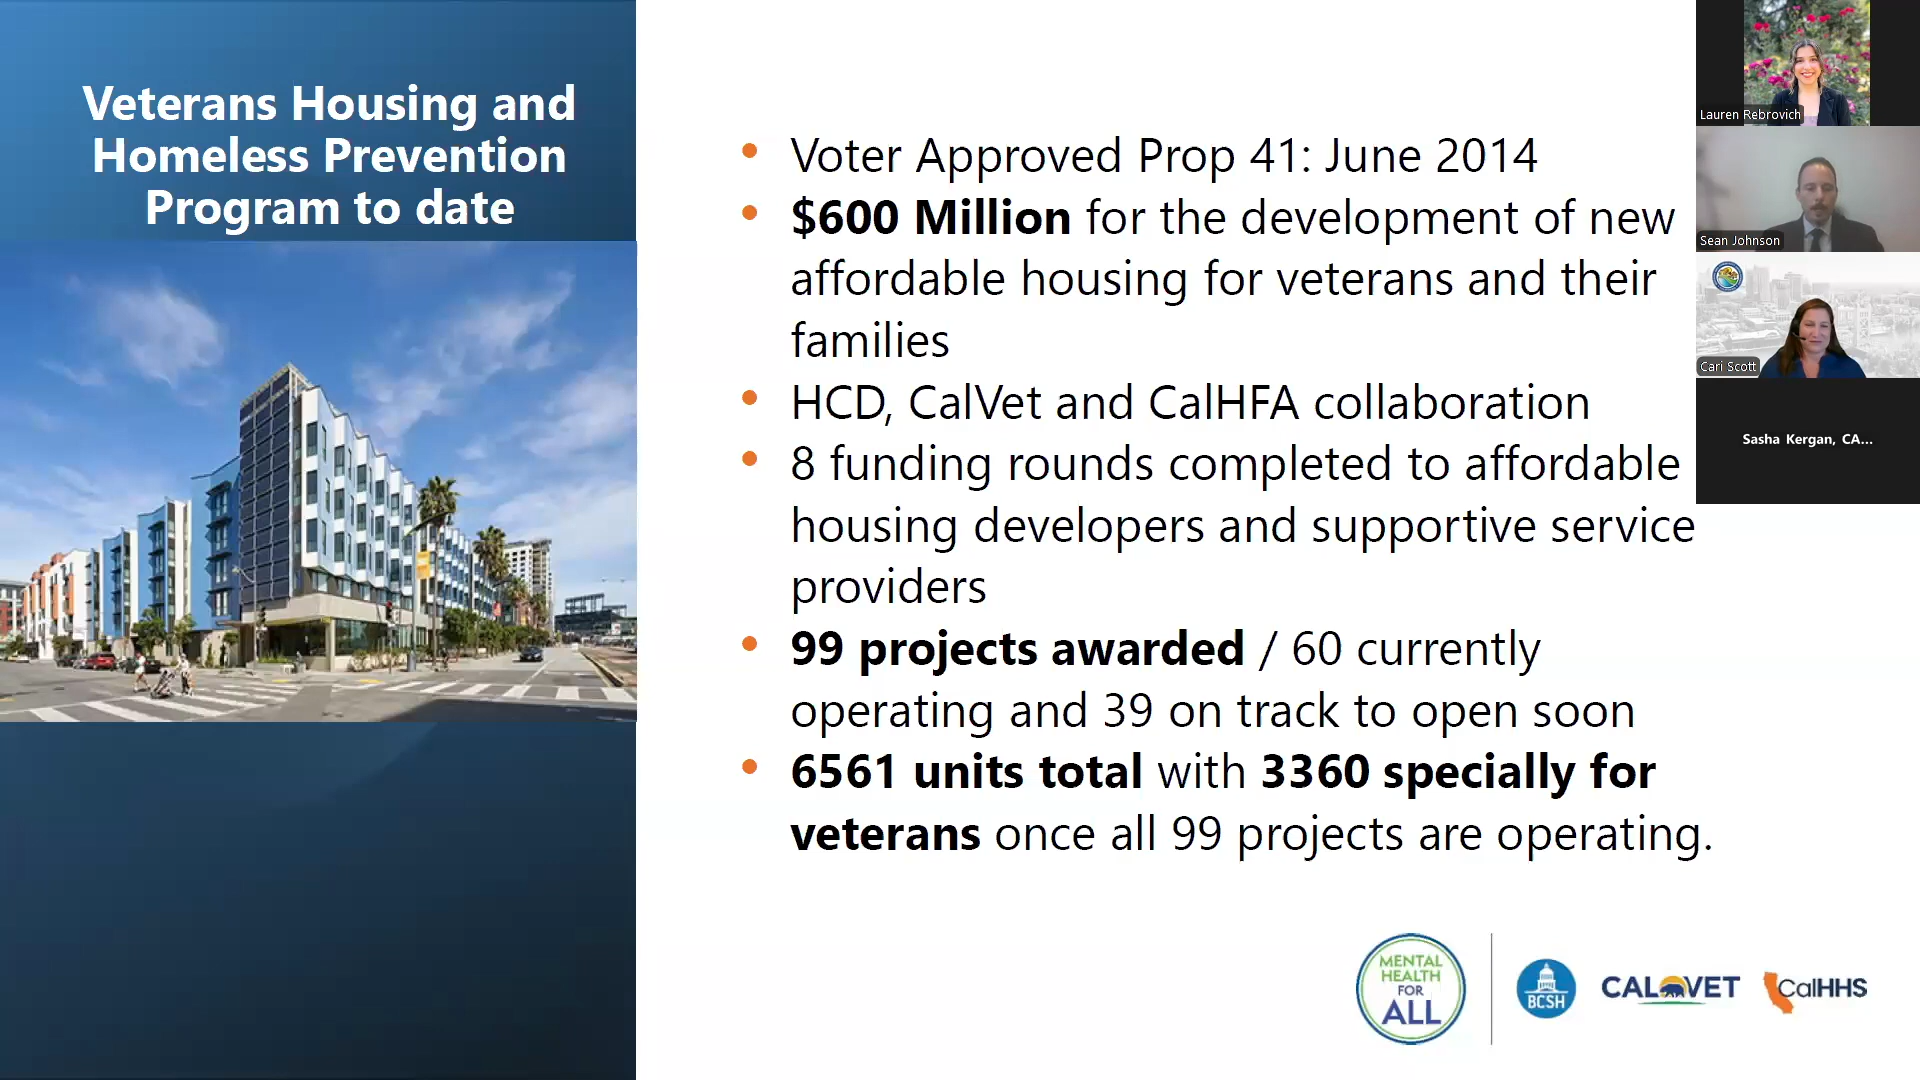 Veterans Housing and
Homeless Prevention
Program to date
• Voter Approved Prop 41: June 2014
• $600 Million for the development of new
affordable housing for veterans and their
families
• HCD, CalVet and CalHFA collaboration
• 8 funding rounds completed to affordable
housing developers and supportive service
providers
• 99 projects awarded / 60 currently
operating and 39 on track to open soon
• 6561 units total with 3360 specially for
veterans once all 99 projects are operating.
Lauren Rebrovich
Sean Johnson
Cari Scott
Sasha Kergan, CA...
MENTAL
HEALTH
FOR
ALL
BCSH
CALVET
CalHHS